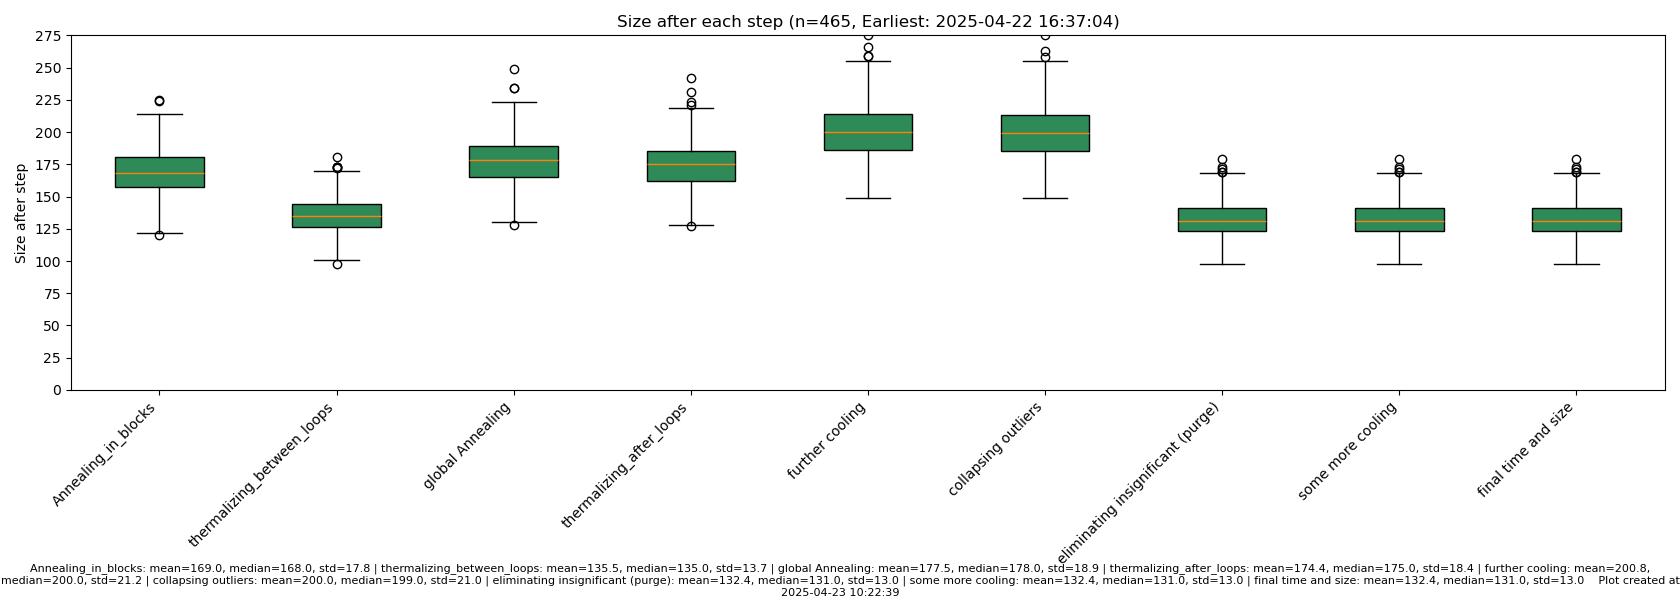 Size after each step (n=465, Earliest: 2025-04-22 16:37:04)
Size after step
275
250
225
200
175
150
125
100
75
50
25
0
Annealing_in_blocks
thermalizing_between_loops
global Annealing
thermalizing_after_loops
further cooling
collapsing outliers
eliminating insignificant (purge)
some more cooling
final time and size
Annealing_in_blocks: mean=169.0, median=168.0, std=17.8 | thermalizing_between_loops: mean=135.5, median=135.0, std=13.7 | global Annealing: mean=177.5, median=178.0, std=18.9 | thermalizing_after_loops: mean=174.4, median=175.0, std=18.4 | further cooling: mean=200.8,
median=200.0, std=21.2 | collapsing outliers: mean=200.0, median=199.0, std=21.0 | eliminating insignificant (purge): mean=132.4, median=131.0, std=13.0 | some more cooling: mean=132.4, median=131.0, std=13.0 | final time and size: mean=132.4, median=131.0, std=13.0 Plot created at
2025-04-23 10:22:39